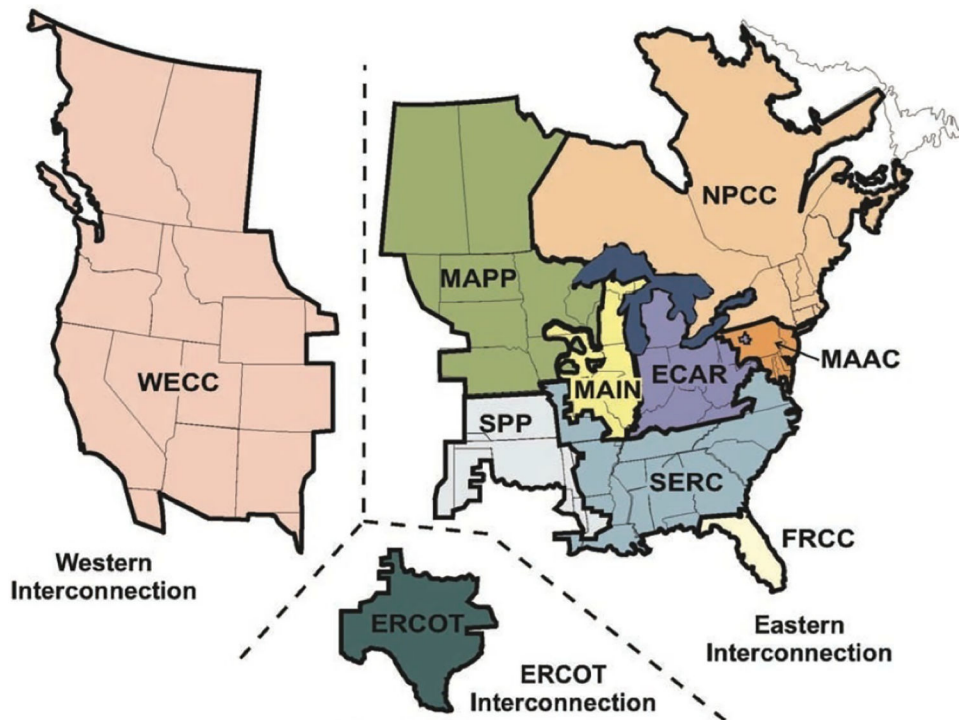 NPCC
MAPP
MAAC
WECC
MAIN
ECAR
SPP
SERC
FRCC
Western
Interconnection
ERCOT
Eastern
Interconnection
ERCOT
Interconnection